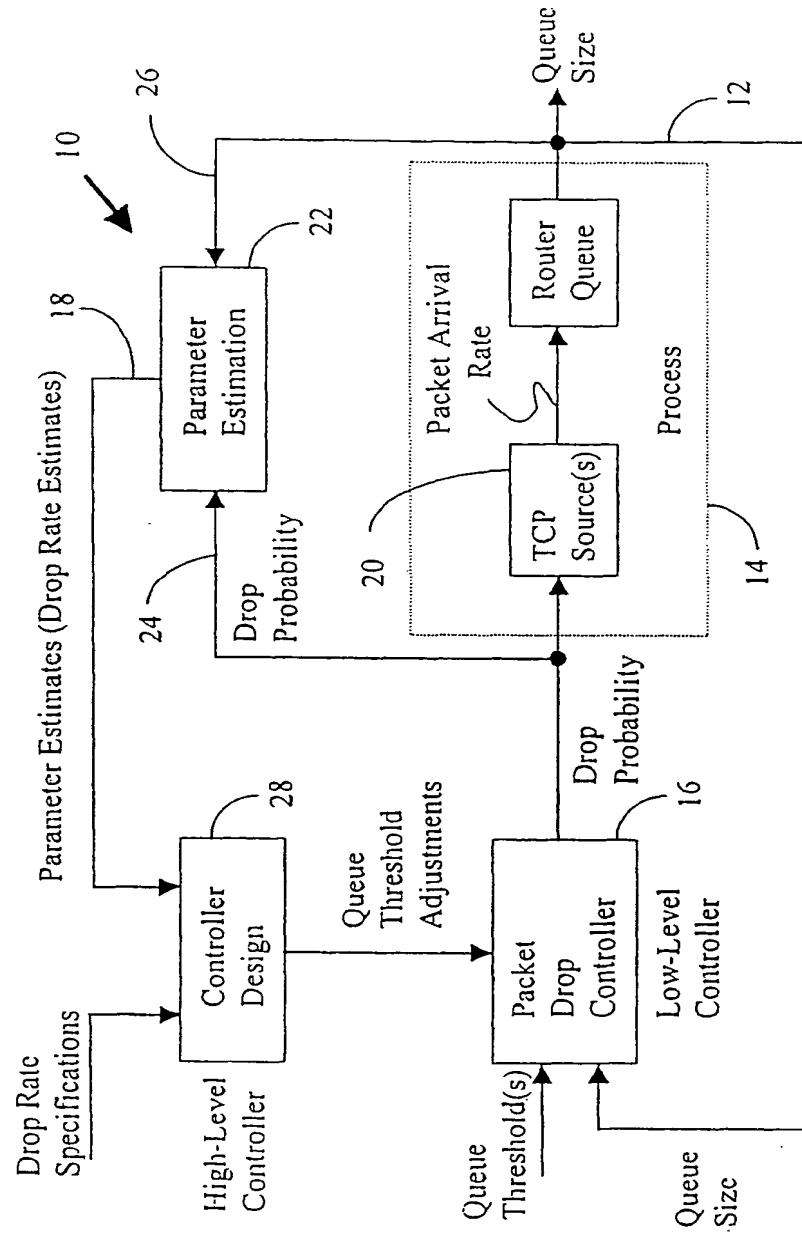 10
Parameter Estimates (Drop Rate Estimates)
18
26
Drop Rate
Specifications
28
22
Controller
Design
High-Level
Controller
Parameter
Estimation
24
Drop
Probability
Queue
Threshold
Adjustments
Queue
Threshold(s)
Packet
Drop
Controller
16
Low-Level
Controller
Drop
Probability
20
TCP
Source(s)
Packet Arrival
Rate
Router
Queue
Process
14
Queue
Size
12
Queue
Size